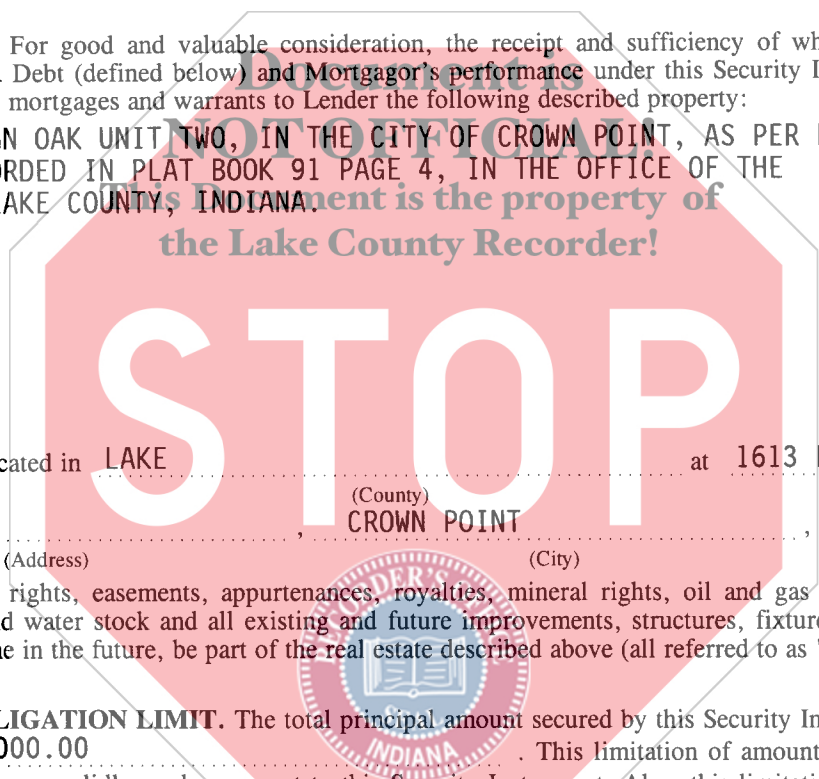 For good and valuable consideration, the receipt and sufficiency of wh
Debt (defined below) and Mortgagor's performance under this Security I
mortgages and warrants to Lender the following described property:
Document is
NOT OFFICIAL!
This Document is the property of
the Lake County Recorder!
N OAK UNIT TWO, IN THE CITY OF CROWN POINT, AS PER
RDED IN PLAT BOOK 91 PAGE 4, IN THE OFFICE OF THE
AKE COUNTY, INDIANA.
STOP
cated in LAKE at 1613
(County)
, CROWN POINT ,
(Address) (City)
rights, easements, appurtenances, royalties, mineral rights, oil and gas
d water stock and all existing and future improvements, structures, fixture
e in the future, be part of the real estate described above (all referred to as
RECORDER'S OFFICE
Seal
INDIANA
LIGATION LIMIT. The total principal amount secured by this Security In
000.00 . This limitation of amount